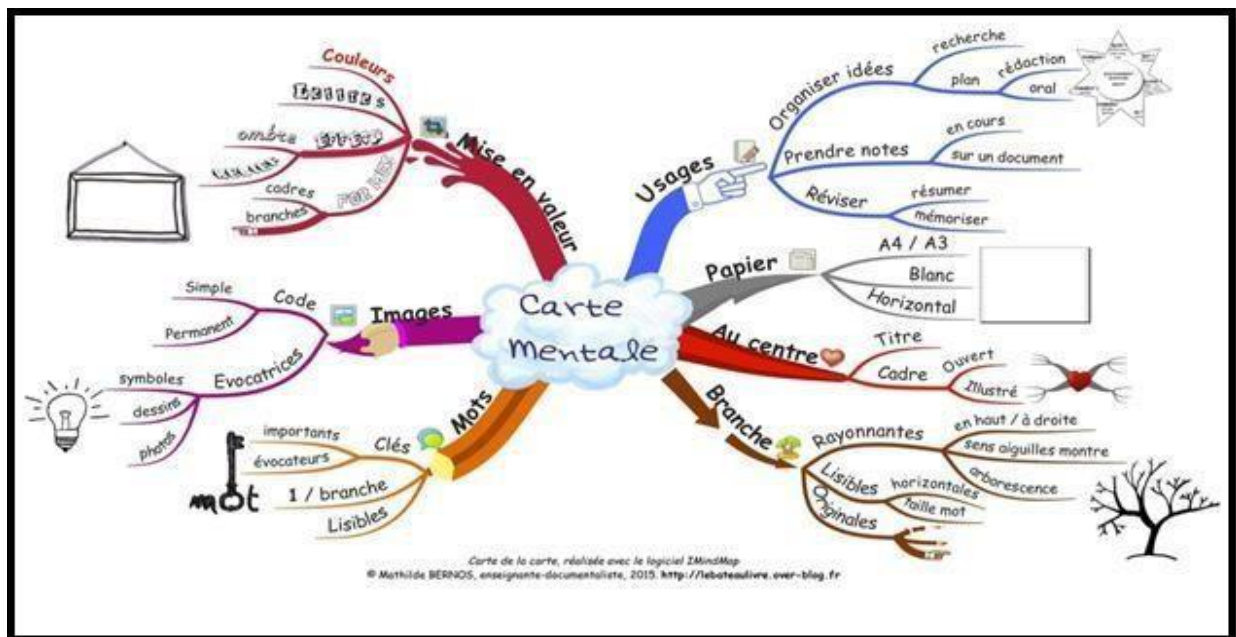 Carte
mentale
Usages
Organiser idées
recherche
plan
rédaction
oral
Prendre notes
en cours
sur un document
Réviser
résumer
mémoriser
Papier
A4 / A3
Blanc
Horizontal
Au centre
Titre
Cadre
Ouvert
Illustré
Branche
Rayonnantes
en haut / à droite
sens aiguilles montre
arborescence
Lisibles
horizontales
taille mot
Originales
Mots
Clés
importants
évocateurs
1 / branche
Lisibles
mot
Images
Code
Simple
Permanent
Evocatrices
symboles
dessins
photos
Mise en valeur
Couleurs
Lettres
EFFETS
ombre
FORMES
cadres
branches
Carte de la carte, réalisée avec le logiciel IMindMap
© Mathilde BERNOS, enseignante-documentaliste, 2015. http://lebateaulivre.over-blog.fr